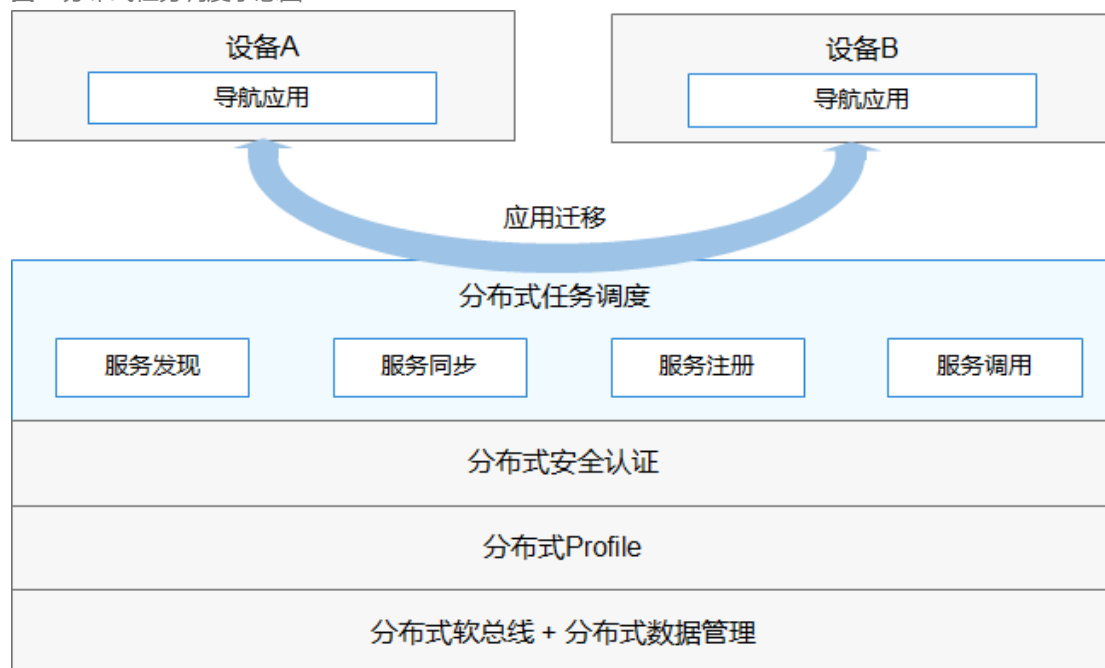 设备A
设备B
导航应用
导航应用
应用迁移
分布式任务调度
服务发现
服务同步
服务注册
服务调用
分布式安全认证
分布式Profile
分布式软总线 + 分布式数据管理